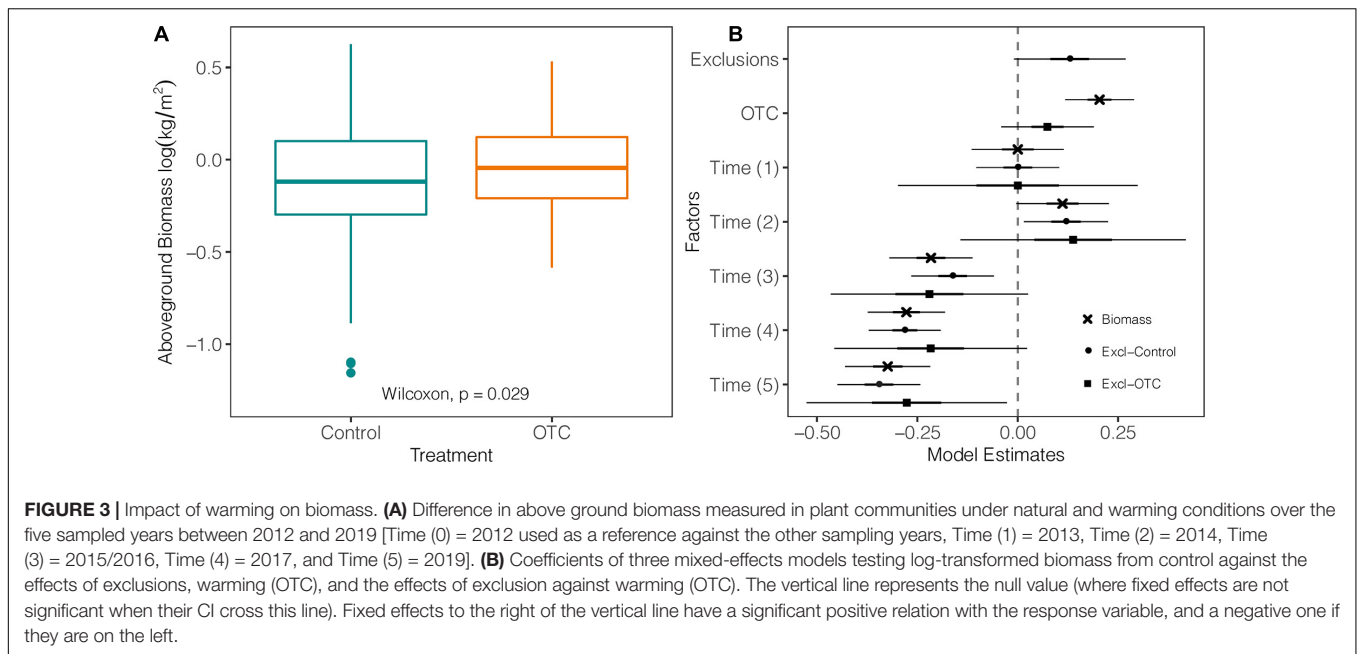 A
Aboveground Biomass log(kg/m²)
0.5
0.0
−0.5
−1.0
Wilcoxon, p = 0.029
Control
OTC
Treatment
B
Factors
Exclusions
OTC
Time (1)
Time (2)
Time (3)
Time (4)
Time (5)
Biomass
Excl−Control
Excl−OTC
−0.50
−0.25
0.00
0.25
Model Estimates
FIGURE 3 | Impact of warming on biomass. (A) Difference in above ground biomass measured in plant communities under natural and warming conditions over the
five sampled years between 2012 and 2019 [Time (0) = 2012 used as a reference against the other sampling years, Time (1) = 2013, Time (2) = 2014, Time
(3) = 2015/2016, Time (4) = 2017, and Time (5) = 2019]. (B) Coefficients of three mixed-effects models testing log-transformed biomass from control against the
effects of exclusions, warming (OTC), and the effects of exclusion against warming (OTC). The vertical line represents the null value (where fixed effects are not
significant when their CI cross this line). Fixed effects to the right of the vertical line have a significant positive relation with the response variable, and a negative one if
they are on the left.